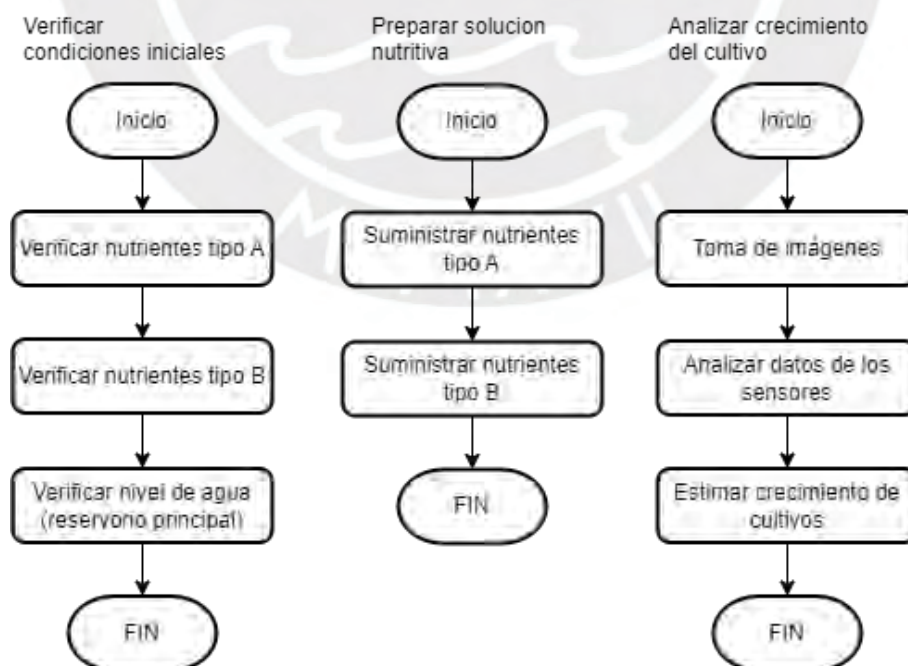 Verificar
condiciones iniciales
Inicio
Verificar nutrientes tipo A
Verificar nutrientes tipo B
Verificar nivel de agua
(reservorio principal)
FIN
Preparar solucion
nutritiva
Inicio
Suministrar nutrientes
tipo A
Suministrar nutrientes
tipo B
FIN
Analizar crecimiento
del cultivo
Inicio
Toma de imágenes
Analizar datos de los
sensores
Estimar crecimiento de
cultivos
FIN